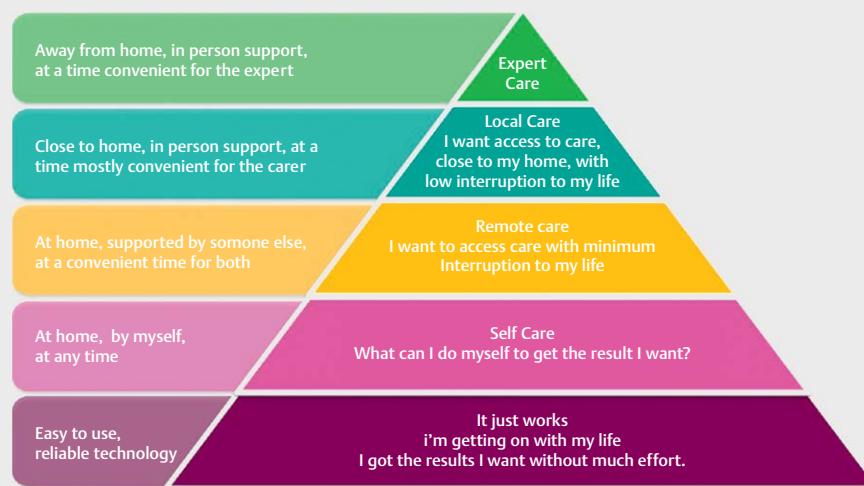 Away from home, in person support,
at a time convenient for the expert
Expert
Care
Close to home, in person support, at a
time mostly convenient for the carer
Local Care
I want access to care,
close to my home, with
low interruption to my life
At home, supported by somone else,
at a convenient time for both
Remote care
I want to access care with minimum
Interruption to my life
At home, by myself,
at any time
Self Care
What can I do myself to get the result I want?
Easy to use,
reliable technology
It just works
i’m getting on with my life
I got the results I want without much effort.